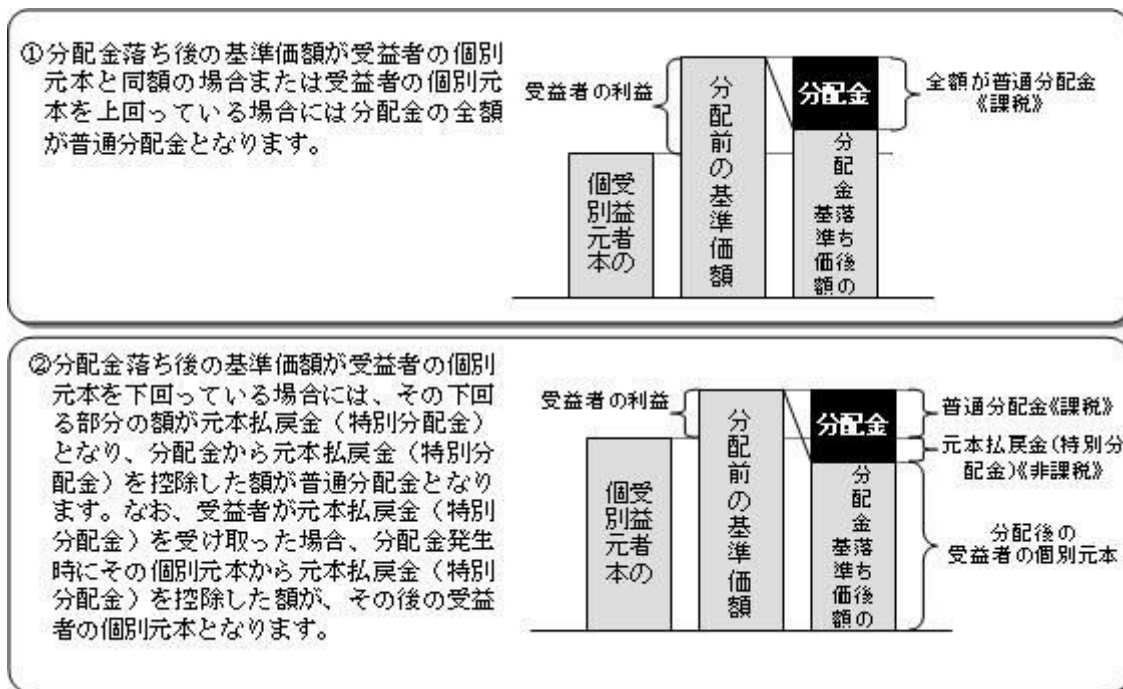 ①分配金落ち後の基準価額が受益者の個別
元本と同額の場合または受益者の個別元
本を上回っている場合には分配金の全額
が普通分配金となります。
受益者の利益
個別元本
受益者の
分配前の基準価額
分配金
基準価額
分配金落ち後の
全額が普通分配金
《課税》
②分配金落ち後の基準価額が受益者の個別
元本を下回っている場合には、その下回
る部分の額が元本払戻金（特別分配金）
となり、分配金から元本払戻金（特別分
配金）を控除した額が普通分配金となり
ます。なお、受益者が元本払戻金（特別
分配金）を受け取った場合、分配金発生
時にその個別元本から元本払戻金（特別
分配金）を控除した額が、その後の受益
者の個別元本となります。
受益者の利益
受益者の
個別元本
分配前の基準価額
分配金
分配金落ち後の
基準価額
普通分配金《課税》
元本払戻金(特別分
配金)《非課税》
分配後の
受益者の個別元本